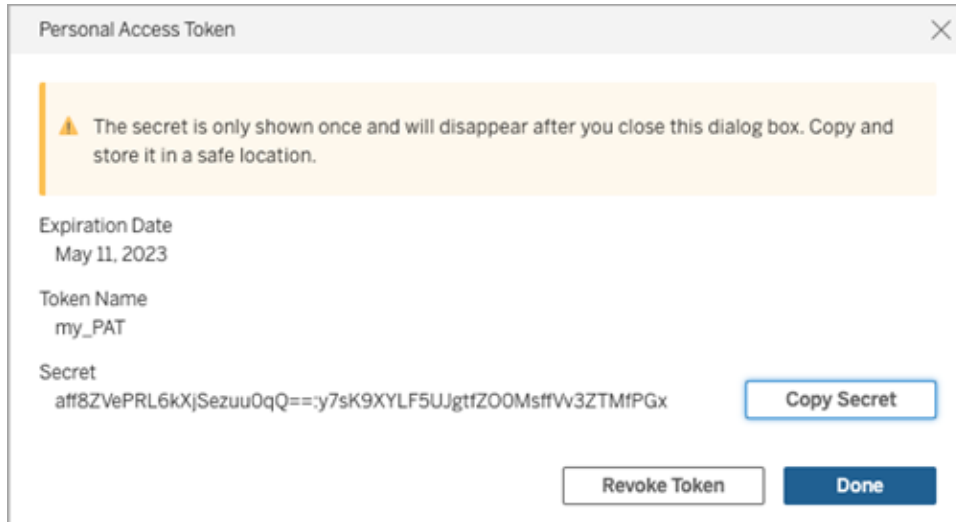 Personal Access Token
The secret is only shown once and will disappear after you close this dialog box. Copy and
store it in a safe location.
Expiration Date
May 11, 2023
Token Name
my_PAT
Secret
aff8ZVePRL6kXjSezuu0qQ==:y7sK9XYLF5UJgtfZO0MsffVv3ZTMfPGx
Copy Secret
Revoke Token
Done